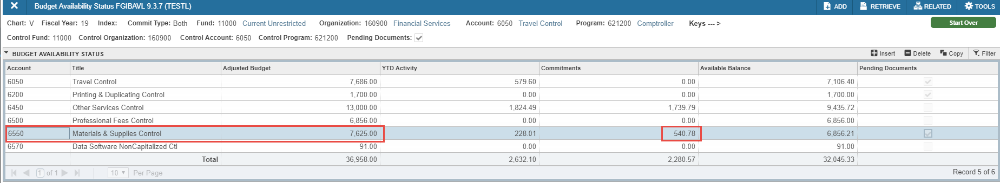 Budget Availability Status FGIBAVL 9.3.7 (TESTL) ADD RETRIEVE RELATED TOOLS
Chart: V Fiscal Year: 19 Index: Commit Type: Both Fund: 11000 Current Unrestricted Organization: 160900 Financial Services Account: 6050 Travel Control Program: 621200 Comptroller Keys --- > Start Over
Control Fund: 11000 Control Organization: 160900 Control Account: 6050 Control Program: 621200 Pending Documents:
BUDGET AVAILABILITY STATUS Insert Delete Copy Filter
Account Title Adjusted Budget YTD Activity Commitments Available Balance Pending Documents
6050 Travel Control 7,686.00 579.60 0.00 7,106.40
6200 Printing & Duplicating Control 1,700.00 0.00 0.00 1,700.00
6450 Other Services Control 13,000.00 1,824.49 1,739.79 9,435.72
6500 Professional Fees Control 6,856.00 0.00 0.00 6,856.00
6550 Materials & Supplies Control 7,625.00 228.01 540.78 6,856.21
6570 Data Software NonCapitalized Ctl 91.00 0.00 0.00 91.00
Total 36,958.00 2,632.10 2,280.57 32,045.33
1 of 1 10 Per Page Record 5 of 6